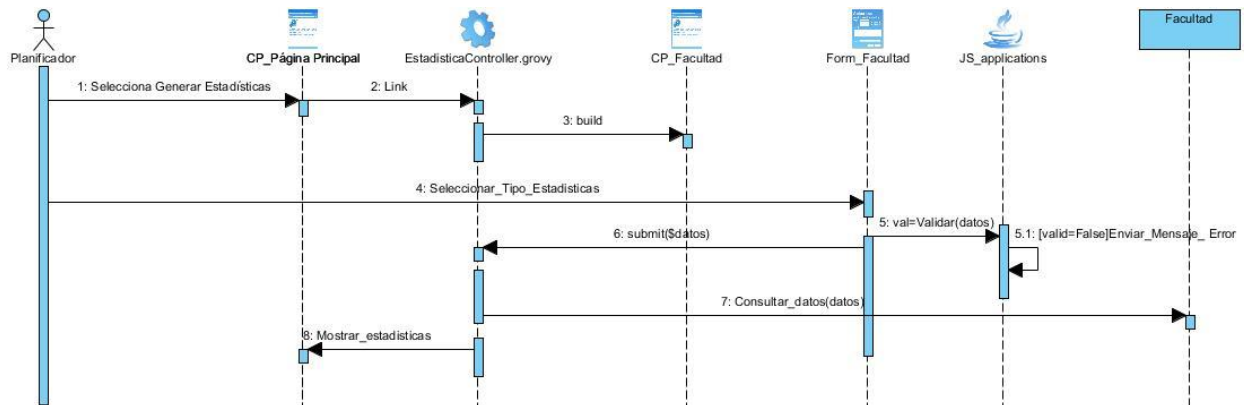 Facultad
Planificador
CP_Página Principal
EstadisticaController.grovy
CP_Facultad
Form_Facultad
JS_applications
1: Selecciona Generar Estadísticas
2: Link
3: build
4: Seleccionar_Tipo_Estadisticas
5: val=Validar(datos)
6: submit($datos)
5.1: [valid=False]Enviar_Mensaje_ Error
7: Consultar_datos(datos)
8: Mostrar_estadisticas